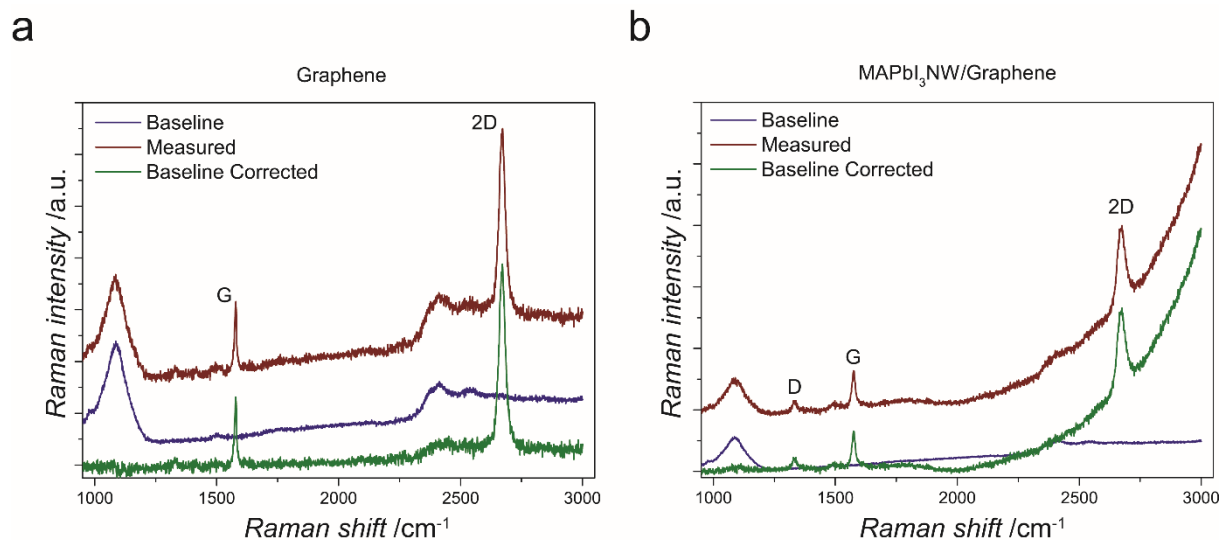 a
Graphene
Baseline
Measured
Baseline Corrected
2D
G
Raman intensity /a.u.
1000 1500 2000 2500 3000
Raman shift /cm⁻¹
b
MAPbI₃NW/Graphene
Baseline
Measured
Baseline Corrected
2D
G
D
Raman intensity /a.u.
1000 1500 2000 2500 3000
Raman shift /cm⁻¹